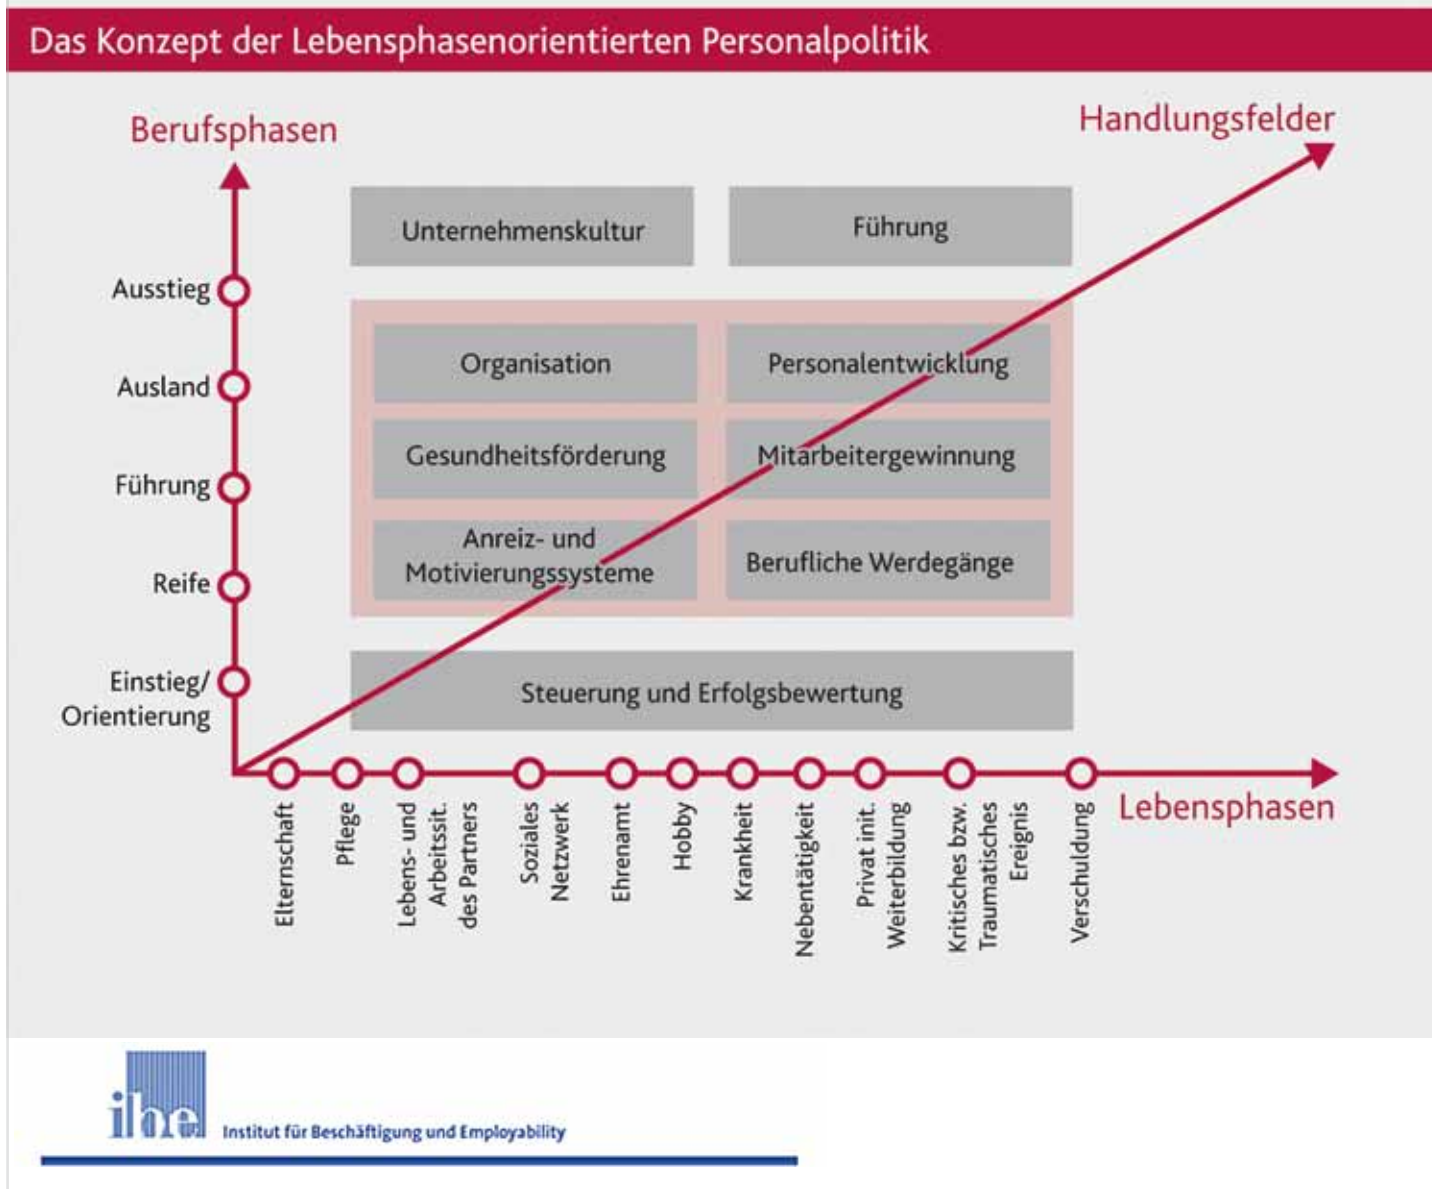 Das Konzept der Lebensphasenorientierten Personalpolitik
Berufsphasen
Handlungsfelder
Unternehmenskultur
Führung
Ausstieg
Organisation
Personalentwicklung
Ausland
Gesundheitsförderung
Mitarbeitergewinnung
Führung
Anreiz- und
Motivierungssysteme
Berufliche Werdegänge
Reife
Einstieg/
Orientierung
Steuerung und Erfolgsbewertung
Lebensphasen
Elternschaft
Pflege
Lebens- und
Arbeitssit.
des Partners
Soziales
Netzwerk
Ehrenamt
Hobby
Krankheit
Nebentätigkeit
Privat init.
Weiterbildung
Kritisches bzw.
Traumatisches
Ereignis
Verschuldung
ibe
Institut für Beschäftigung und Employability